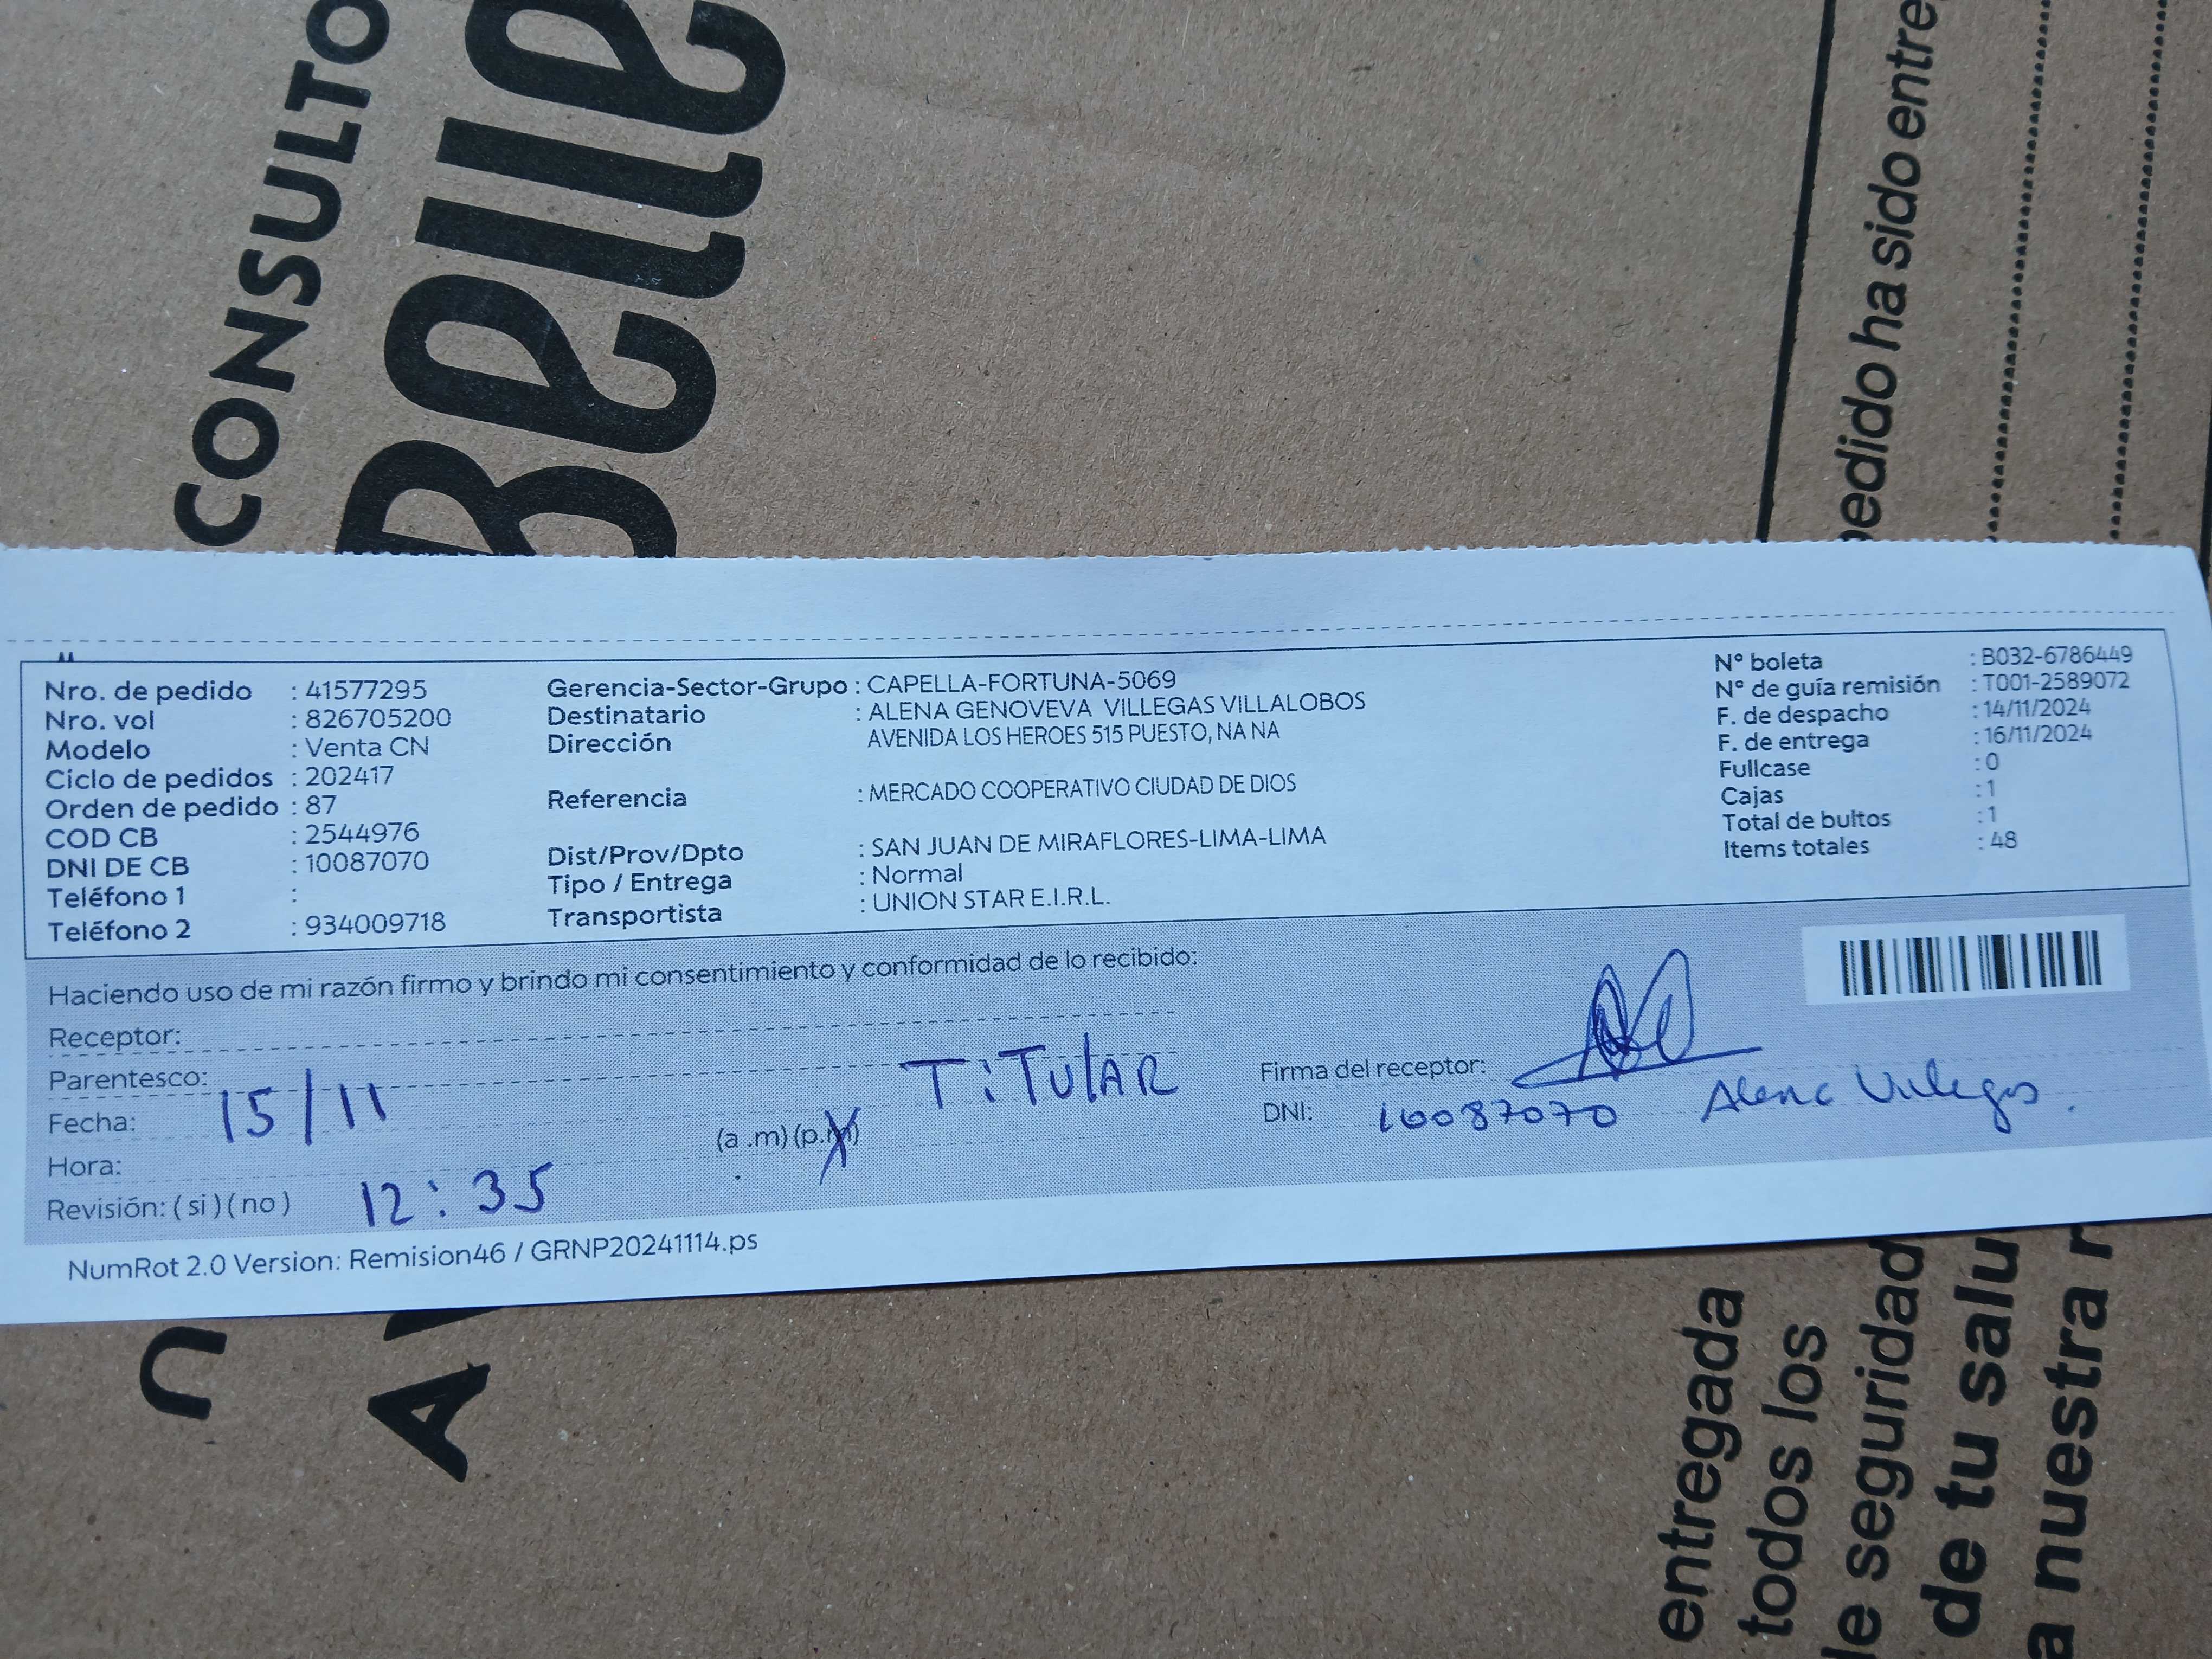 CONSULTO
Belle
pedido ha sido entre
Nro. de pedido : 41577295
Nro. vol : 826705200
Modelo : Venta CN
Ciclo de pedidos : 202417
Orden de pedido : 87
COD CB : 2544976
DNI DE CB : 10087070
Teléfono 1 :
Teléfono 2 : 934009718
Gerencia-Sector-Grupo : CAPELLA-FORTUNA-5069
Destinatario : ALENA GENOVEVA VILLEGAS VILLALOBOS
Dirección AVENIDA LOS HEROES 515 PUESTO, NA NA
Referencia : MERCADO COOPERATIVO CIUDAD DE DIOS
Dist/Prov/Dpto : SAN JUAN DE MIRAFLORES-LIMA-LIMA
Tipo / Entrega : Normal
Transportista : UNION STAR E.I.R.L.
N° boleta : B032-6786449
N° de guía remisión : T001-2589072
F. de despacho : 14/11/2024
F. de entrega : 16/11/2024
Fullcase : 0
Cajas : 1
Total de bultos : 1
Items totales : 48
Haciendo uso de mi razón firmo y brindo mi consentimiento y conformidad de lo recibido:
Receptor:
Parentesco: TiTulAR
Fecha: 15/11
Hora: (a .m) (p.m)
Revisión: ( si ) ( no ) 12:35
Firma del receptor:
DNI: 10087070 Alena Villegas.
NumRot 2.0 Version: Remision46 / GRNP20241114.ps
entregada
todos los
de seguridad
de tu salu
a nuestra r